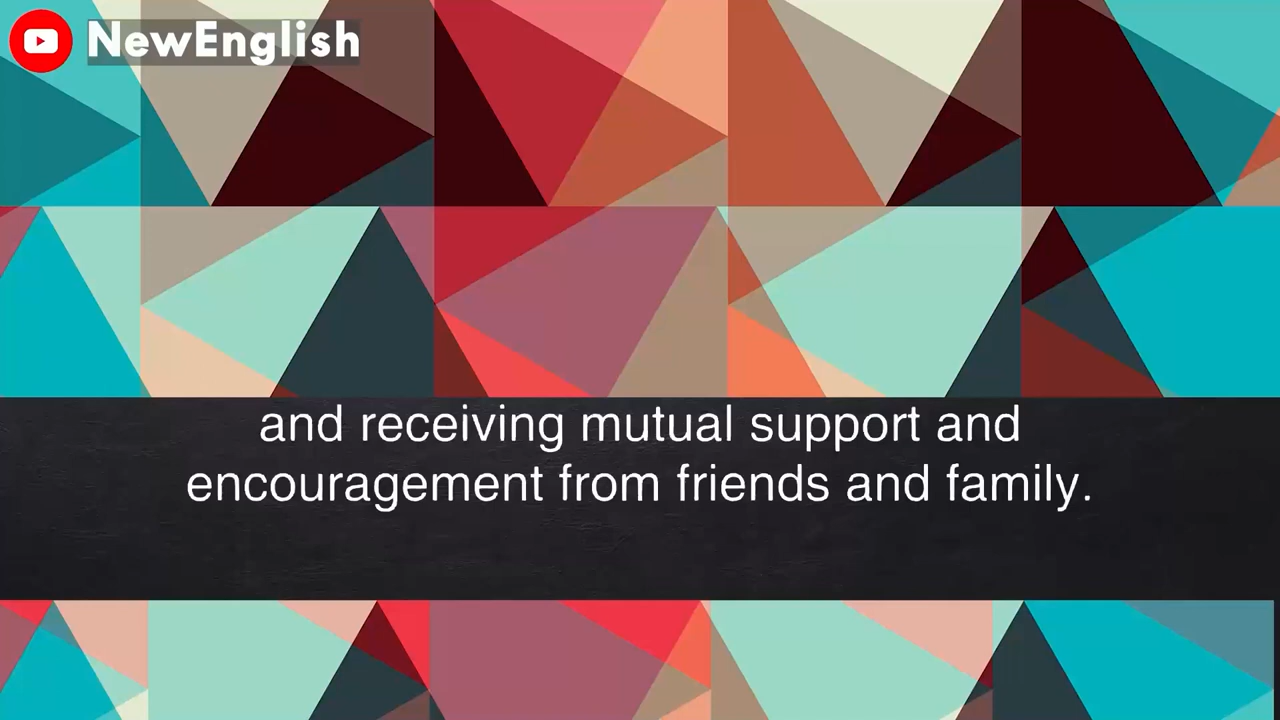 NewEnglish
and receiving mutual support and
encouragement from friends and family.